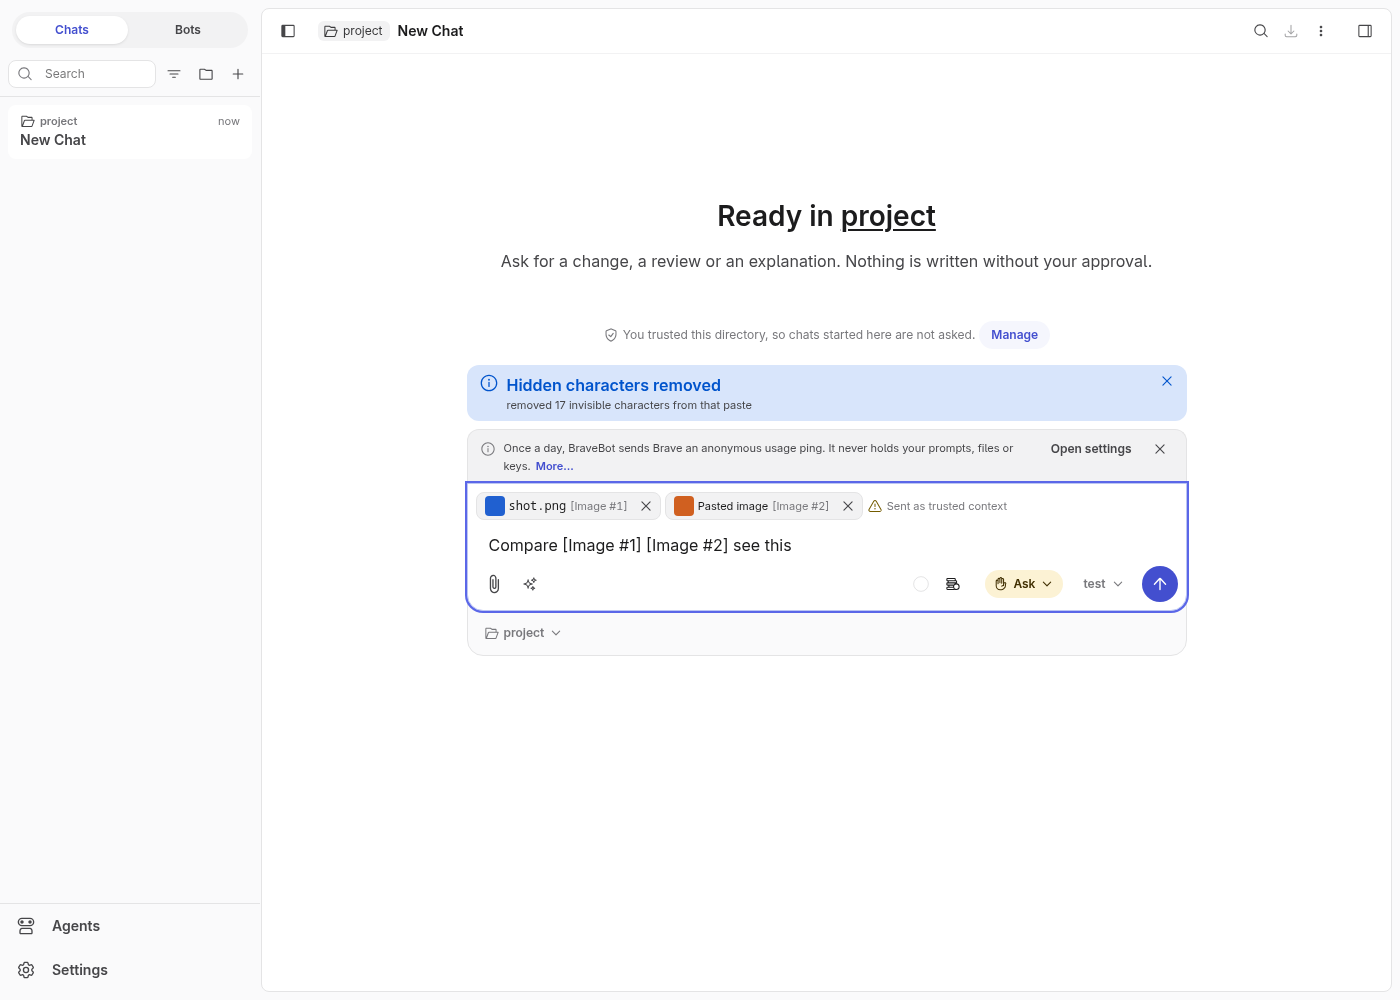 Chats
Bots
Search
project
now
New Chat
Agents
Settings
project
New Chat
Ready in project
Ask for a change, a review or an explanation. Nothing is written without your approval.
You trusted this directory, so chats started here are not asked.
Manage
Hidden characters removed
removed 17 invisible characters from that paste
Once a day, BraveBot sends Brave an anonymous usage ping. It never holds your prompts, files or
keys. More...
Open settings
shot.png [Image #1]
Pasted image [Image #2]
Sent as trusted context
Compare [Image #1] [Image #2] see this
Ask
test
project